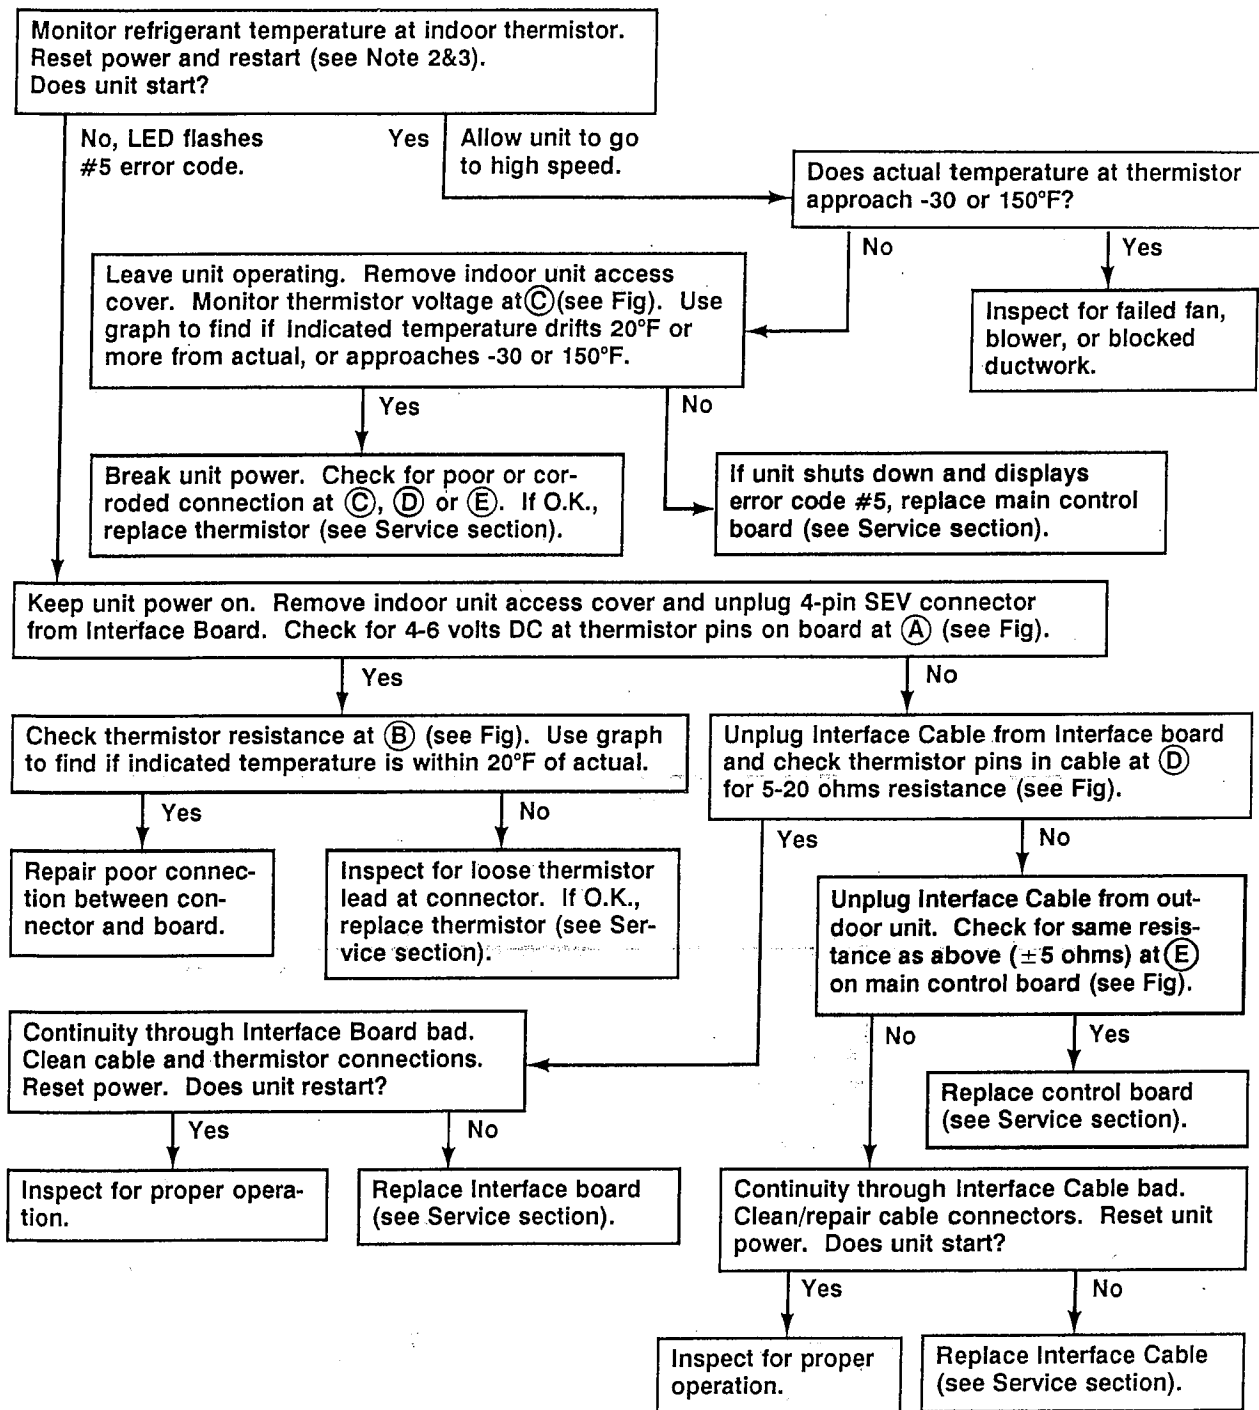 Monitor refrigerant temperature at indoor thermistor.
Reset power and restart (see Note 2&3).
Does unit start?
No, LED flashes
#5 error code.
Yes
Allow unit to go
to high speed.
Does actual temperature at thermistor
approach -30 or 150°F?
No
Yes
Leave unit operating. Remove indoor unit access
cover. Monitor thermistor voltage at Ⓒ (see Fig). Use
graph to find if indicated temperature drifts 20°F or
more from actual, or approaches -30 or 150°F.
Inspect for failed fan,
blower, or blocked
ductwork.
Yes
No
Break unit power. Check for poor or cor-
roded connection at Ⓒ, Ⓓ or Ⓔ. If O.K.,
replace thermistor (see Service section).
If unit shuts down and displays
error code #5, replace main control
board (see Service section).
Keep unit power on. Remove indoor unit access cover and unplug 4-pin SEV connector
from Interface Board. Check for 4-6 volts DC at thermistor pins on board at Ⓐ (see Fig).
Yes
No
Check thermistor resistance at Ⓑ (see Fig). Use graph
to find if indicated temperature is within 20°F of actual.
Unplug Interface Cable from Interface board
and check thermistor pins in cable at Ⓓ
for 5-20 ohms resistance (see Fig).
Yes
No
Yes
No
Repair poor connec-
tion between con-
nector and board.
Inspect for loose thermistor
lead at connector. If O.K.,
replace thermistor (see Ser-
vice section).
Unplug Interface Cable from out-
door unit. Check for same resis-
tance as above (±5 ohms) at Ⓔ
on main control board (see Fig).
Continuity through Interface Board bad.
Clean cable and thermistor connections.
Reset power. Does unit restart?
No
Yes
Replace control board
(see Service section).
Yes
No
Inspect for proper opera-
tion.
Replace Interface board
(see Service section).
Continuity through Interface Cable bad.
Clean/repair cable connectors. Reset unit
power. Does unit start?
Yes
No
Inspect for proper
operation.
Replace Interface Cable
(see Service section).